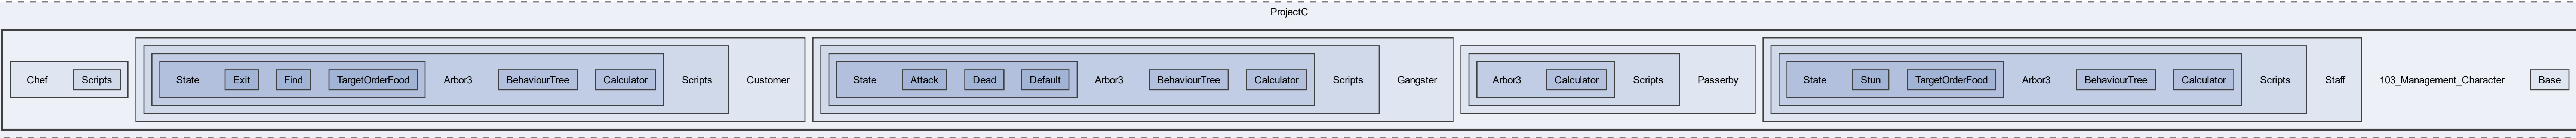 ProjectC
Chef Scripts State Exit Find TargetOrderFood Arbor3 BehaviourTree Calculator Scripts Customer State Attack Dead Default Arbor3 BehaviourTree Calculator Scripts Gangster Arbor3 Calculator Scripts Passerby State Stun TargetOrderFood Arbor3 BehaviourTree Calculator Scripts Staff 103_Management_Character Base